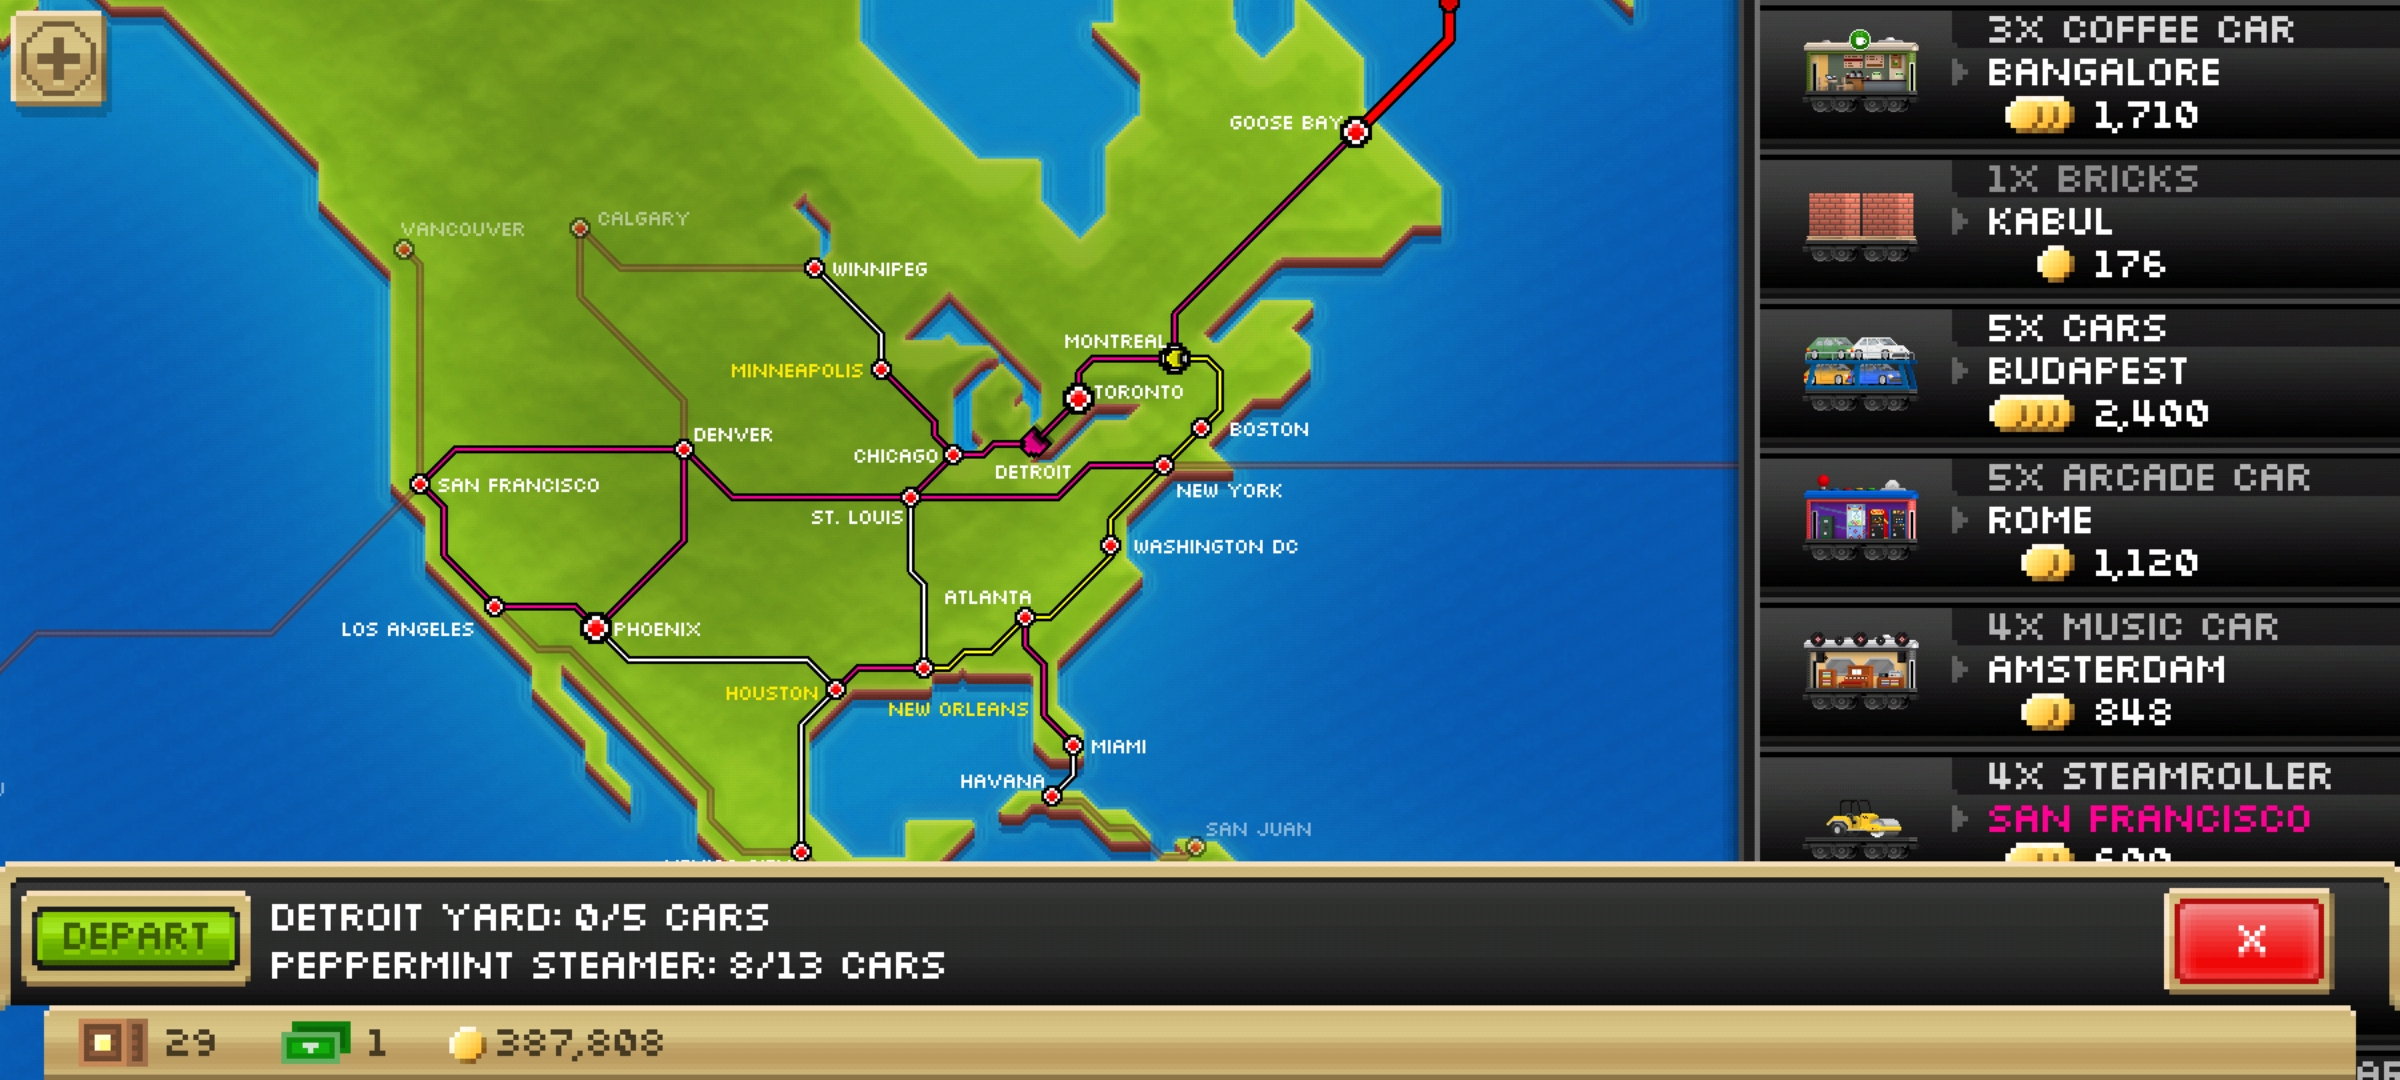 GOOSE BAY
VANCOUVER
CALGARY
WINNIPEG
MONTREAL
MINNEAPOLIS
TORONTO
DENVER
BOSTON
CHICAGO
DETROIT
SAN FRANCISCO
NEW YORK
ST. LOUIS
WASHINGTON DC
ATLANTA
LOS ANGELES
PHOENIX
HOUSTON
NEW ORLEANS
MIAMI
HAVANA
SAN JUAN
3X COFFEE CAR
BANGALORE
1,710
1X BRICKS
KABUL
176
5X CARS
BUDAPEST
2,400
5X ARCADE CAR
ROME
1,120
4X MUSIC CAR
AMSTERDAM
848
4X STEAMROLLER
SAN FRANCISCO
DEPART
DETROIT YARD: 0/5 CARS
PEPPERMINT STEAMER: 8/13 CARS
X
29
1
387,808